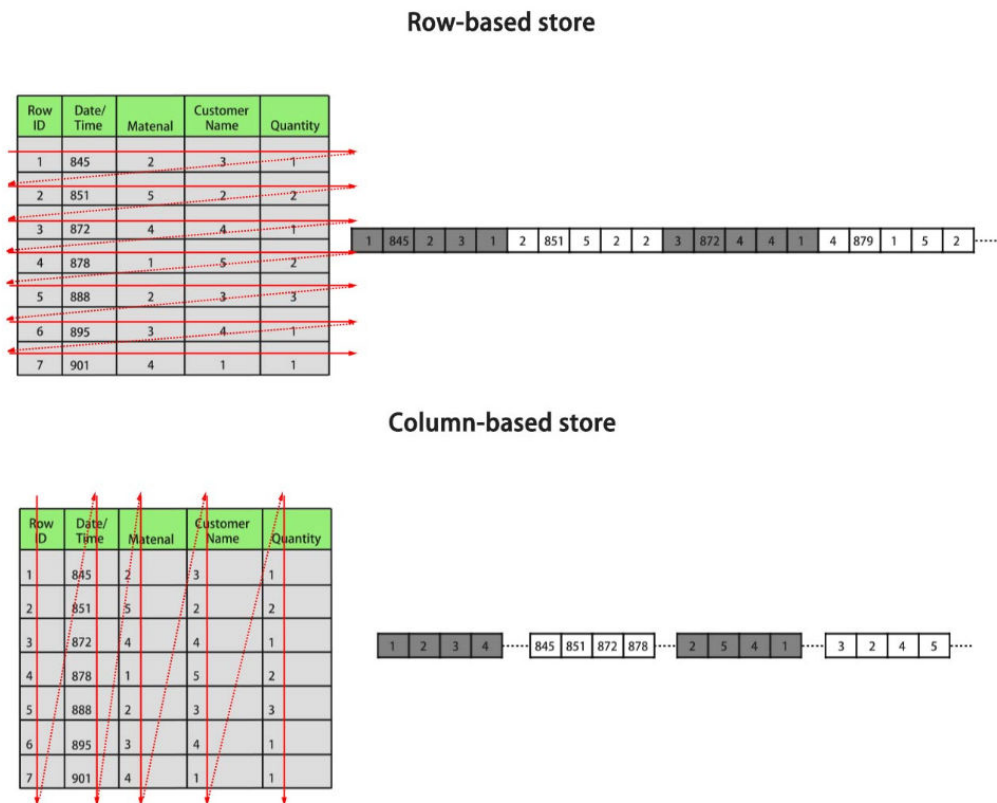 Row-based store
Row ID Date/Time Matenal Customer Name Quantity
1 845 2 3 1
2 851 5 2 2
3 872 4 4 1
4 878 1 5 2
5 888 2 3 3
6 895 3 4 1
7 901 4 1 1
1 845 2 3 1 2 851 5 2 2 3 872 4 4 1 4 879 1 5 2
Column-based store
Row ID Date/Time Matenal Customer Name Quantity
1 845 2 3 1
2 851 5 2 2
3 872 4 4 1
4 878 1 5 2
5 888 2 3 3
6 895 3 4 1
7 901 4 1 1
1 2 3 4 845 851 872 878 2 5 4 1 3 2 4 5